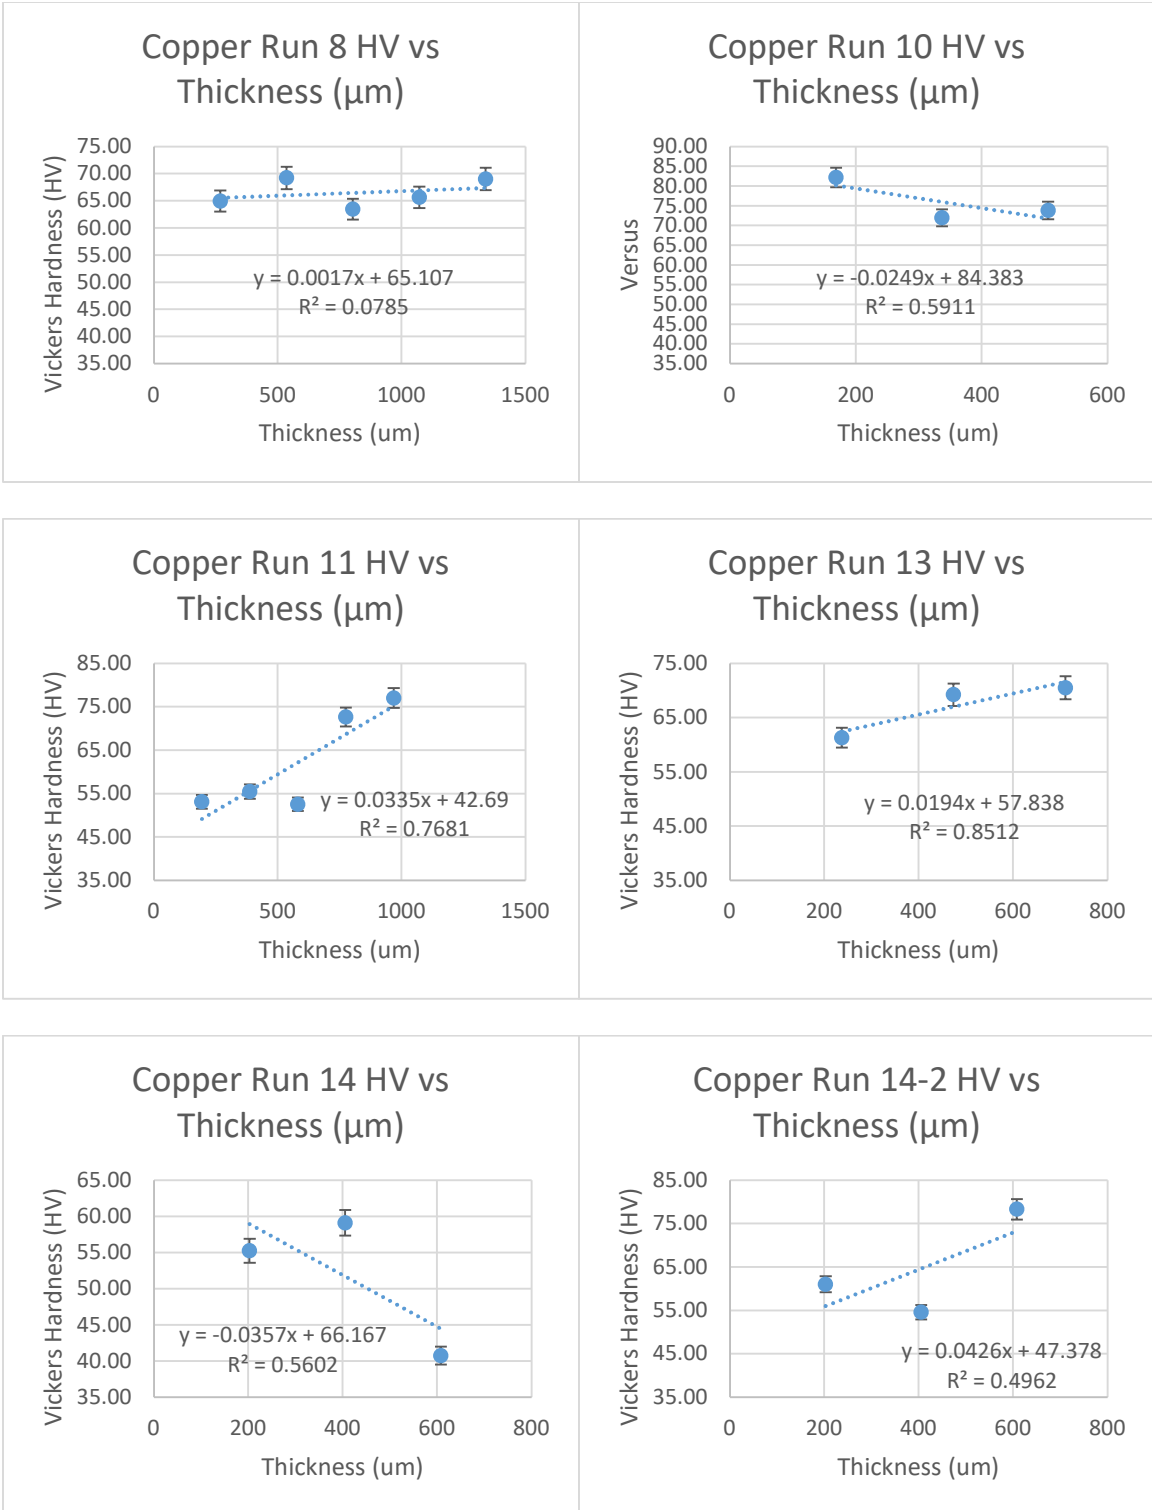 Copper Run 8 HV vs
Thickness (µm)
75.00
70.00
65.00
60.00
55.00
50.00
45.00
40.00
35.00
Vickers Hardness (HV)
y = 0.0017x + 65.107
R² = 0.0785
0 500 1000 1500
Thickness (um)
Copper Run 10 HV vs
Thickness (µm)
90.00
85.00
80.00
75.00
70.00
65.00
60.00
55.00
50.00
45.00
40.00
35.00
Versus
y = -0.0249x + 84.383
R² = 0.5911
0 200 400 600
Thickness (um)
Copper Run 11 HV vs
Thickness (µm)
85.00
75.00
65.00
55.00
45.00
35.00
Vickers Hardness (HV)
y = 0.0335x + 42.69
R² = 0.7681
0 500 1000 1500
Thickness (um)
Copper Run 13 HV vs
Thickness (µm)
75.00
65.00
55.00
45.00
35.00
Vickers Hardness (HV)
y = 0.0194x + 57.838
R² = 0.8512
0 200 400 600 800
Thickness (um)
Copper Run 14 HV vs
Thickness (µm)
65.00
60.00
55.00
50.00
45.00
40.00
35.00
Vickers Hardness (HV)
y = -0.0357x + 66.167
R² = 0.5602
0 200 400 600 800
Thickness (um)
Copper Run 14-2 HV vs
Thickness (µm)
85.00
75.00
65.00
55.00
45.00
35.00
Vickers Hardness (HV)
y = 0.0426x + 47.378
R² = 0.4962
0 200 400 600 800
Thickness (um)